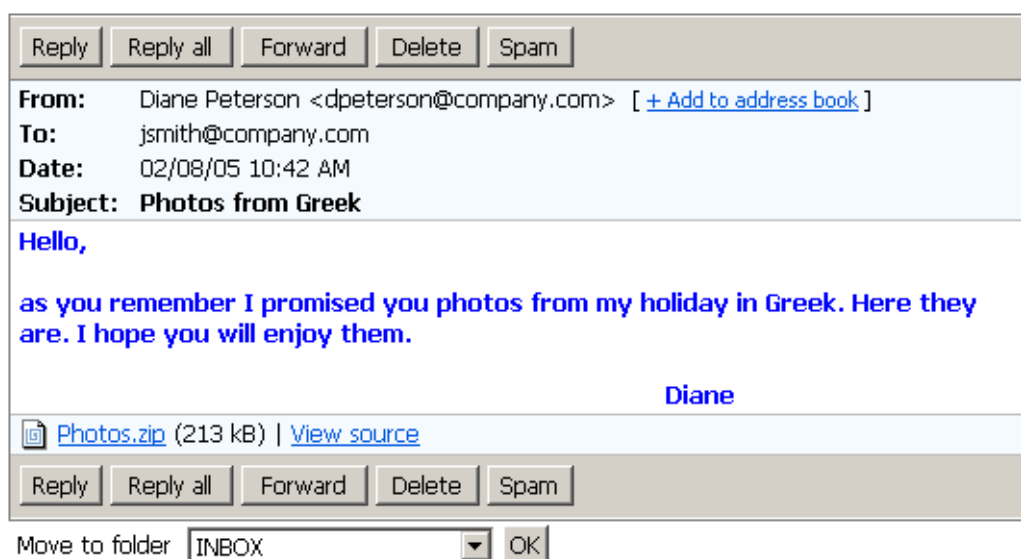 Reply Reply all Forward Delete Spam
From: Diane Peterson <dpeterson@company.com> [ + Add to address book ]
To: jsmith@company.com
Date: 02/08/05 10:42 AM
Subject: Photos from Greek
Hello,
as you remember I promised you photos from my holiday in Greek. Here they
are. I hope you will enjoy them.
Diane
Photos.zip (213 kB) | View source
Reply Reply all Forward Delete Spam
Move to folder INBOX OK